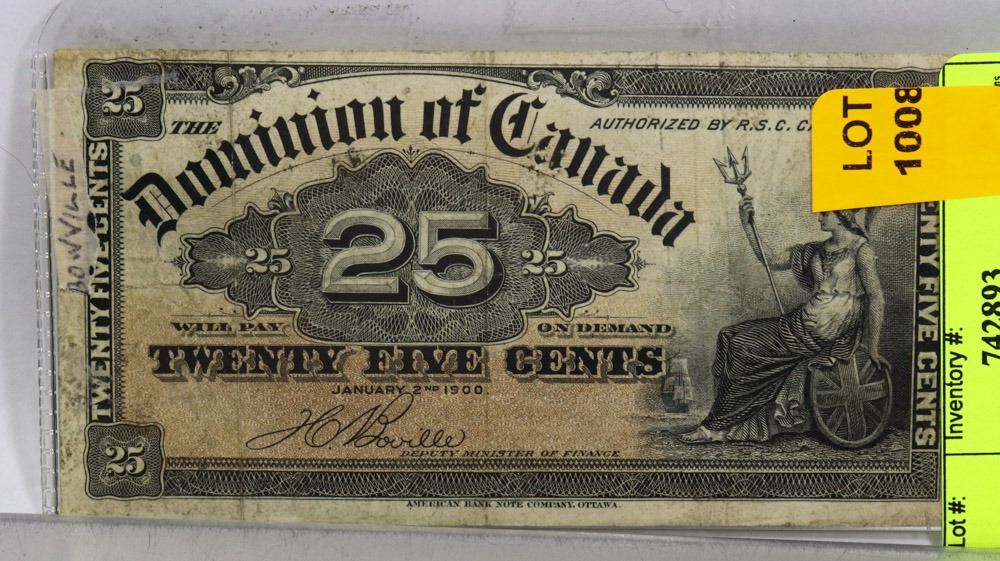 25
THE
Dominion of Canada
AUTHORIZED BY R.S.C.
LOT
1008
BOWVILLE
TWENTY FIVE CENTS
25
25
25
WILL PAY
ON DEMAND
TWENTY FIVE CENTS
JANUARY 2ND 1900.
HC Boville
DEPUTY MINISTER OF FINANCE
25
AMERICAN BANK NOTE COMPANY, OTTAWA.
FIVE CENTS
Inventory #:
742893
Lot #: